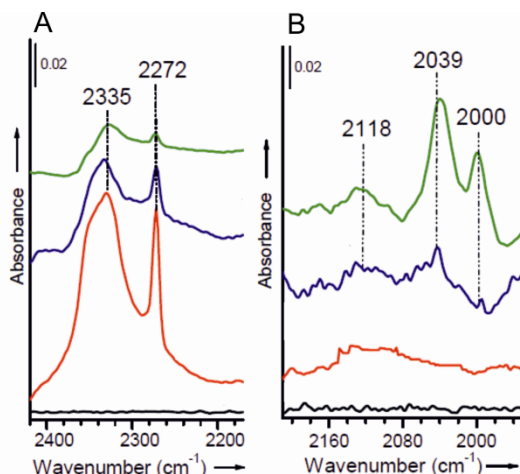 A
0.02
2335
2272
Absorbance
2400
2300
2200
Wavenumber (cm⁻¹)
B
0.02
2118
2039
2000
Absorbance
2160
2080
2000
Wavenumber (cm⁻¹)